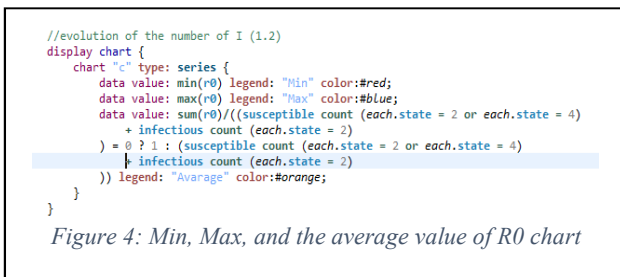 //evolution of the number of I (1.2)
display chart {
chart "c" type: series {
data value: min(r0) legend: "Min" color:#red;
data value: max(r0) legend: "Max" color:#blue;
data value: sum(r0)/((susceptible count (each.state = 2 or each.state = 4)
+ infectious count (each.state = 2)
) = 0 ? 1 : (susceptible count (each.state = 2 or each.state = 4)
+ infectious count (each.state = 2)
)) legend: "Avarage" color:#orange;
}
}
Figure 4: Min, Max, and the average value of R0 chart